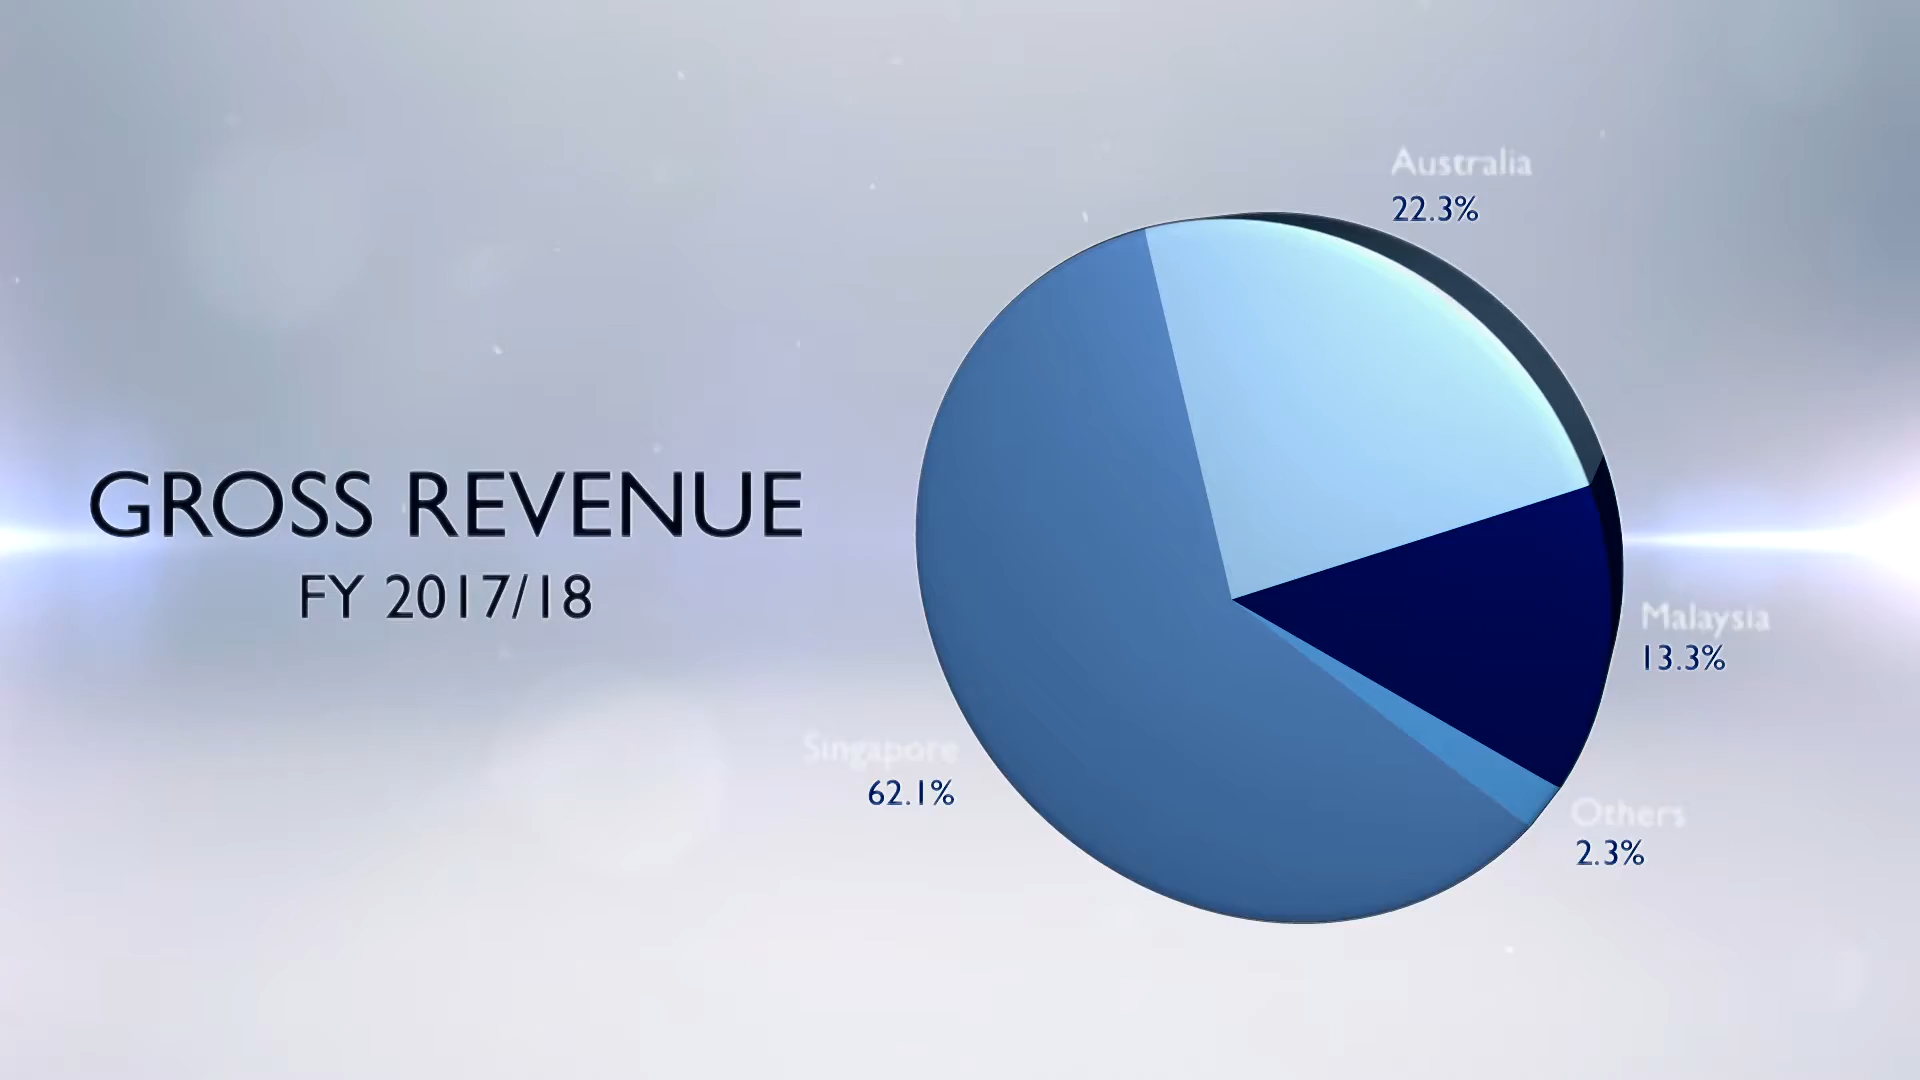 GROSS REVENUE
FY 2017/18
Australia
22.3%
Malaysia
13.3%
Others
2.3%
Singapore
62.1%